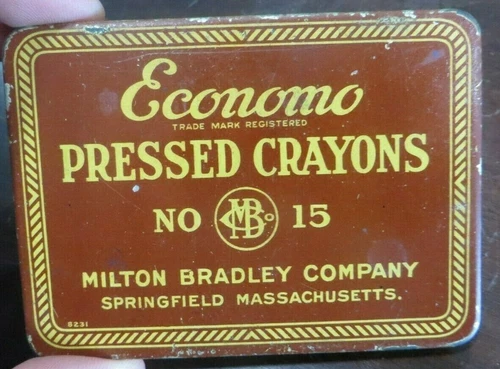 Economo
TRADE MARK REGISTERED
PRESSED CRAYONS
NO MBCo 15
MILTON BRADLEY COMPANY
SPRINGFIELD MASSACHUSETTS.
8231